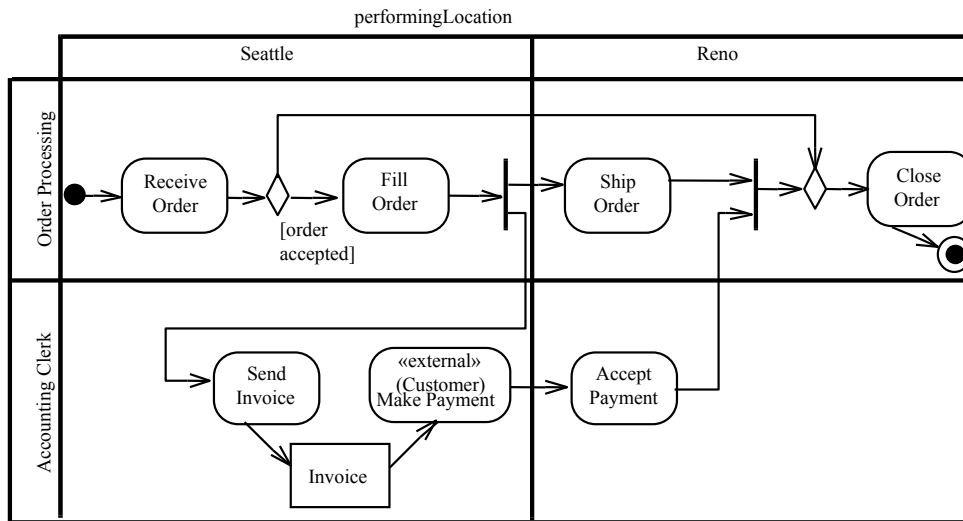 performingLocation
Seattle
Reno
Order Processing
Receive
Order
[order
accepted]
Fill
Order
Ship
Order
Close
Order
Accounting Clerk
Send
Invoice
Invoice
«external»
(Customer)
Make Payment
Accept
Payment